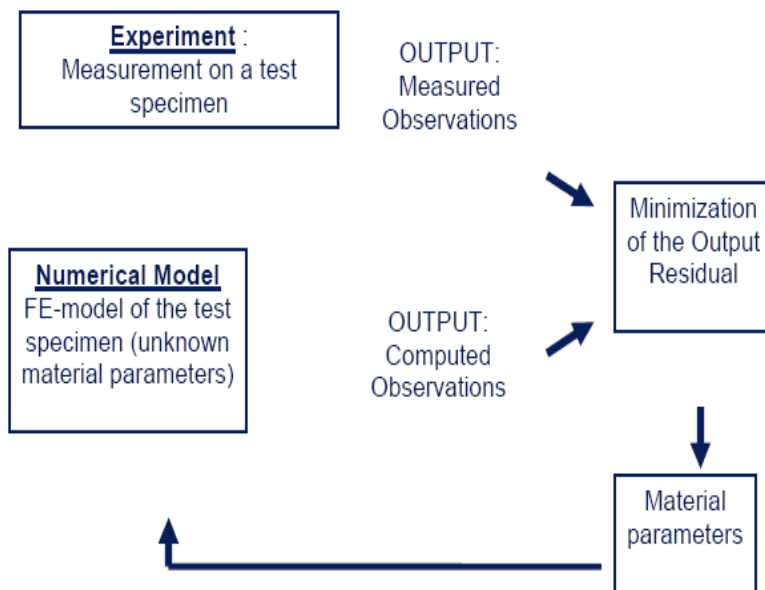 Experiment :
Measurement on a test
specimen
OUTPUT:
Measured
Observations
Minimization
of the Output
Residual
Numerical Model
FE-model of the test
specimen (unknown
material parameters)
OUTPUT:
Computed
Observations
Material
parameters